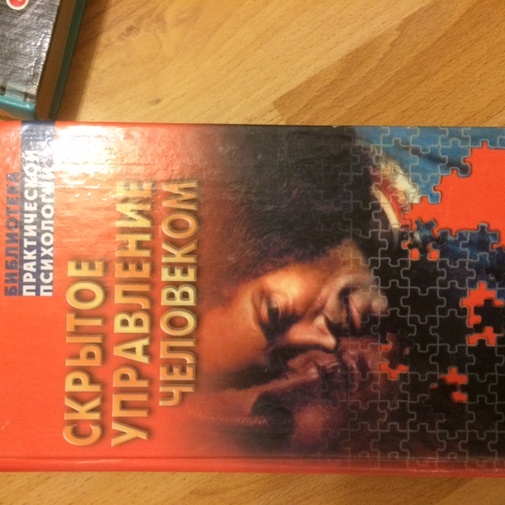 БИБЛИОТЕКА
ПРАКТИЧЕСКОЙ
ПСИХОЛОГИИ
СКРЫТОЕ
УПРАВЛЕНИЕ
ЧЕЛОВЕКОМ